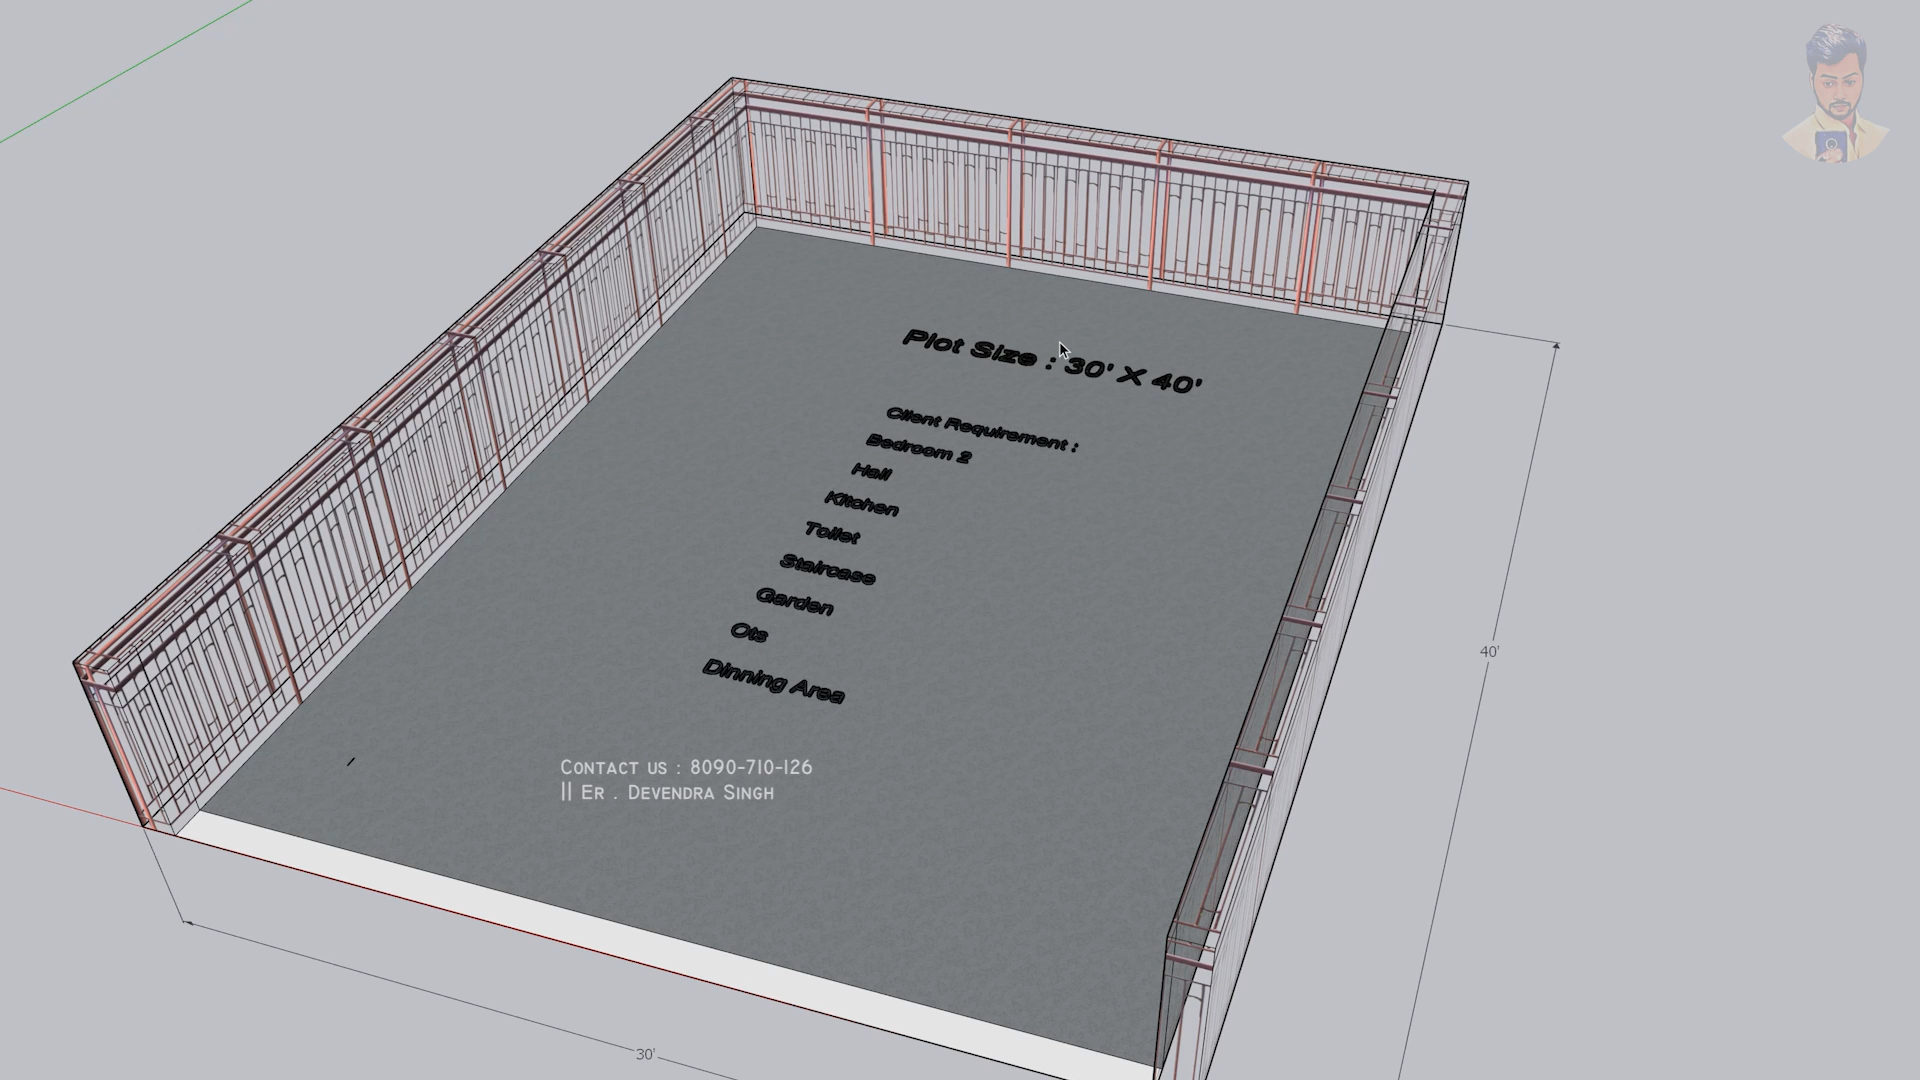 Plot Size : 30' X 40'
Client Requirement :
Bedroom 2
Hall
Kitchen
Toilet
Staircase
Garden
Ots
Dinning Area
40'
Contact us : 8090-710-126
|| Er . Devendra Singh
30'